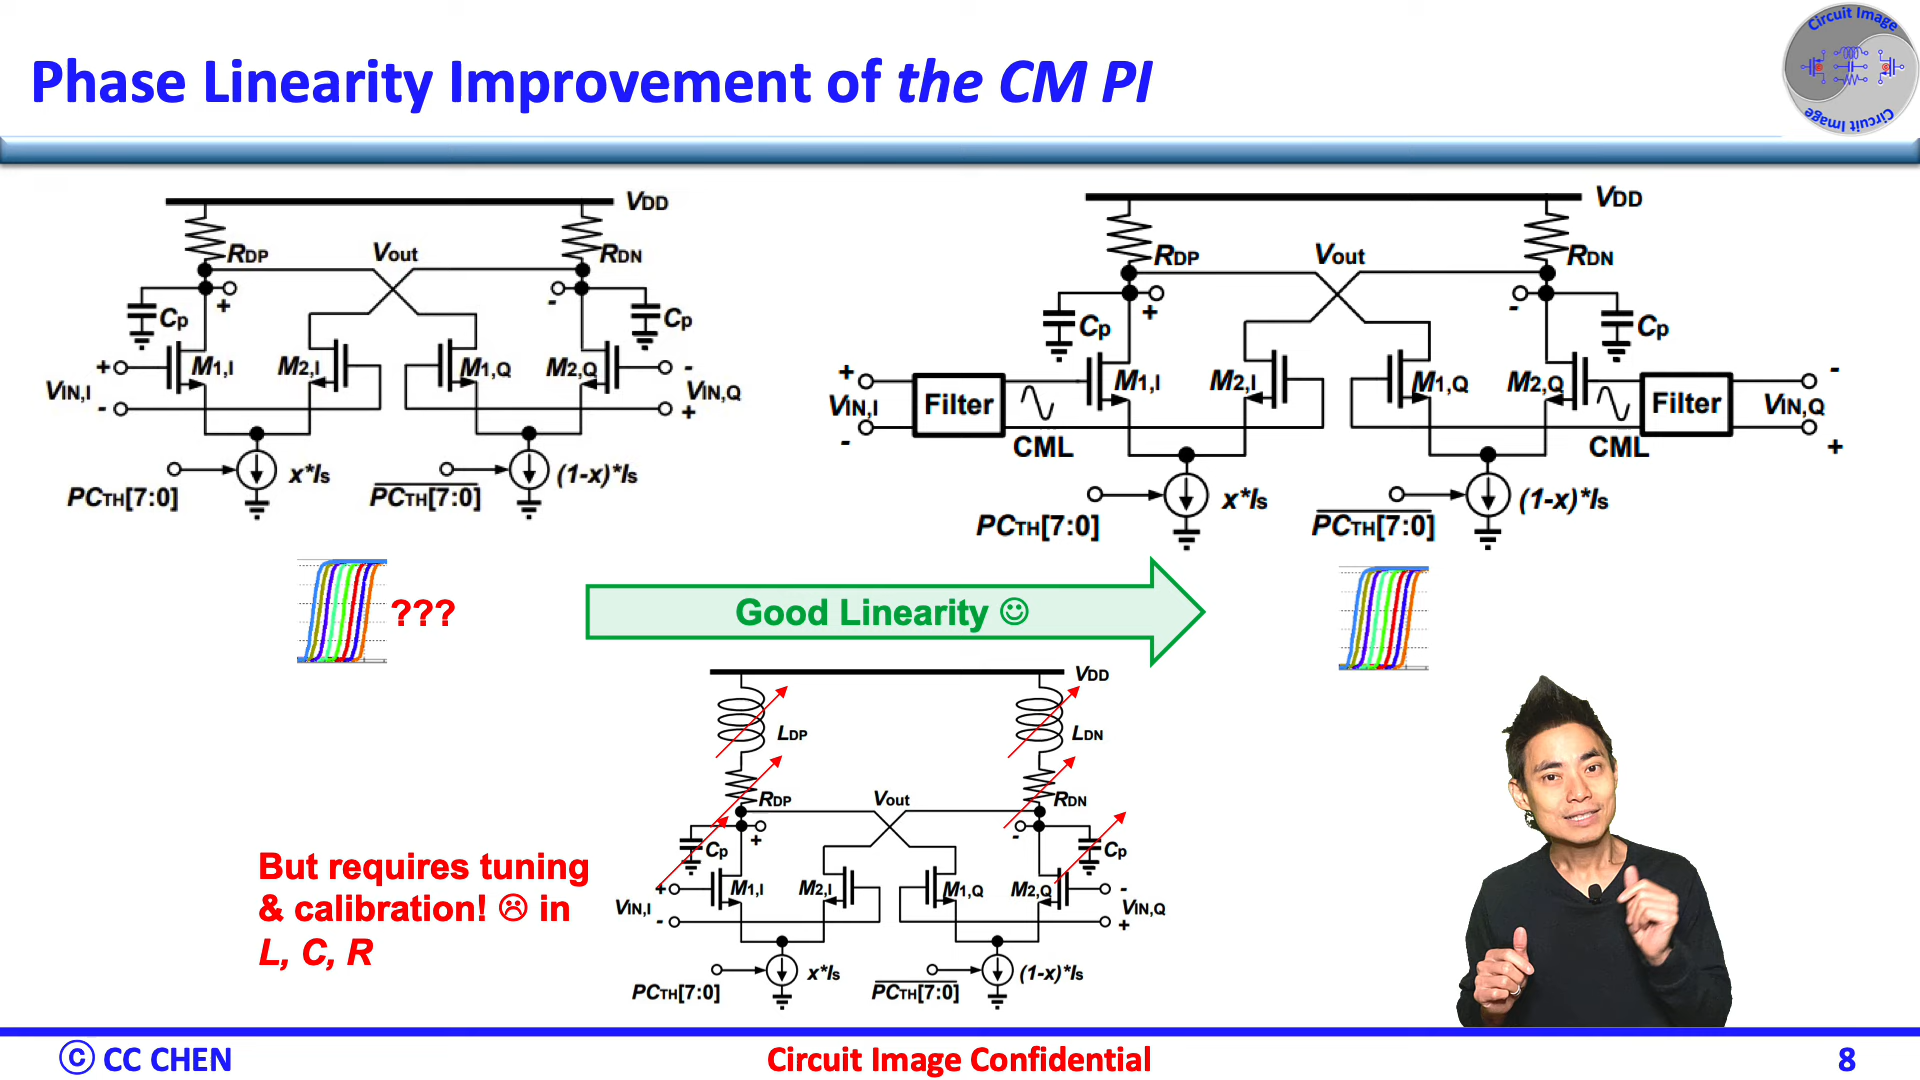 Phase Linearity Improvement of the CM PI
Circuit Image
Circuit Image
VDD
RDP
Vout
RDN
+
-
Cp
Cp
+
M1,I
M2,I
M1,Q
M2,Q
-
VIN,I
VIN,Q
-
+
x*Is
(1-x)*Is
PCTH[7:0]
PCTH[7:0]
VDD
RDP
Vout
RDN
+
-
Cp
Cp
+
M1,I
M2,I
M1,Q
M2,Q
-
VIN,I
Filter
Filter
VIN,Q
-
CML
CML
+
x*Is
(1-x)*Is
PCTH[7:0]
PCTH[7:0]
???
Good Linearity ☺
VDD
LDP
LDN
RDP
Vout
RDN
+
-
Cp
Cp
+
M1,I
M2,I
M1,Q
M2,Q
-
VIN,I
VIN,Q
-
+
x*Is
(1-x)*Is
PCTH[7:0]
PCTH[7:0]
But requires tuning
& calibration! ☹ in
L, C, R
© CC CHEN
Circuit Image Confidential
8